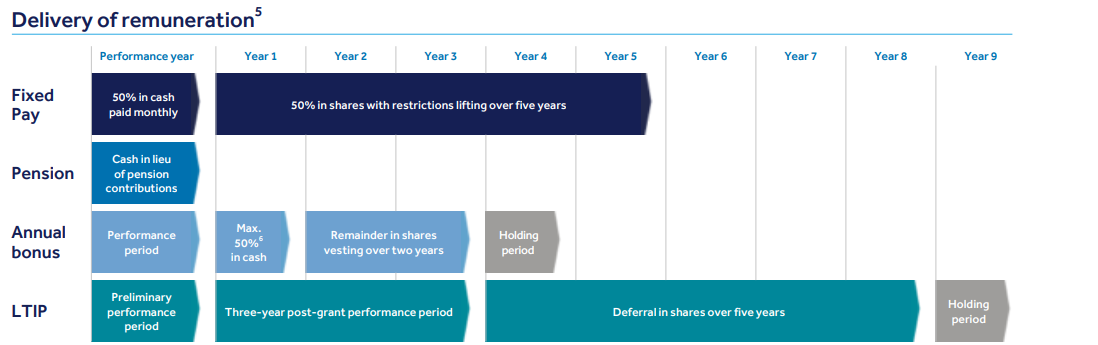 Delivery of remuneration5
Performance year Year 1 Year 2 Year 3 Year 4 Year 5 Year 6 Year 7 Year 8 Year 9
Fixed
Pay
50% in cash
paid monthly
50% in shares with restrictions lifting over five years
Pension
Cash in lieu
of pension
contributions
Annual
bonus
Performance
period
Max.
50%6
in cash
Remainder in shares
vesting over two years
Holding
period
LTIP
Preliminary
performance
period
Three-year post-grant performance period
Deferral in shares over five years
Holding
period